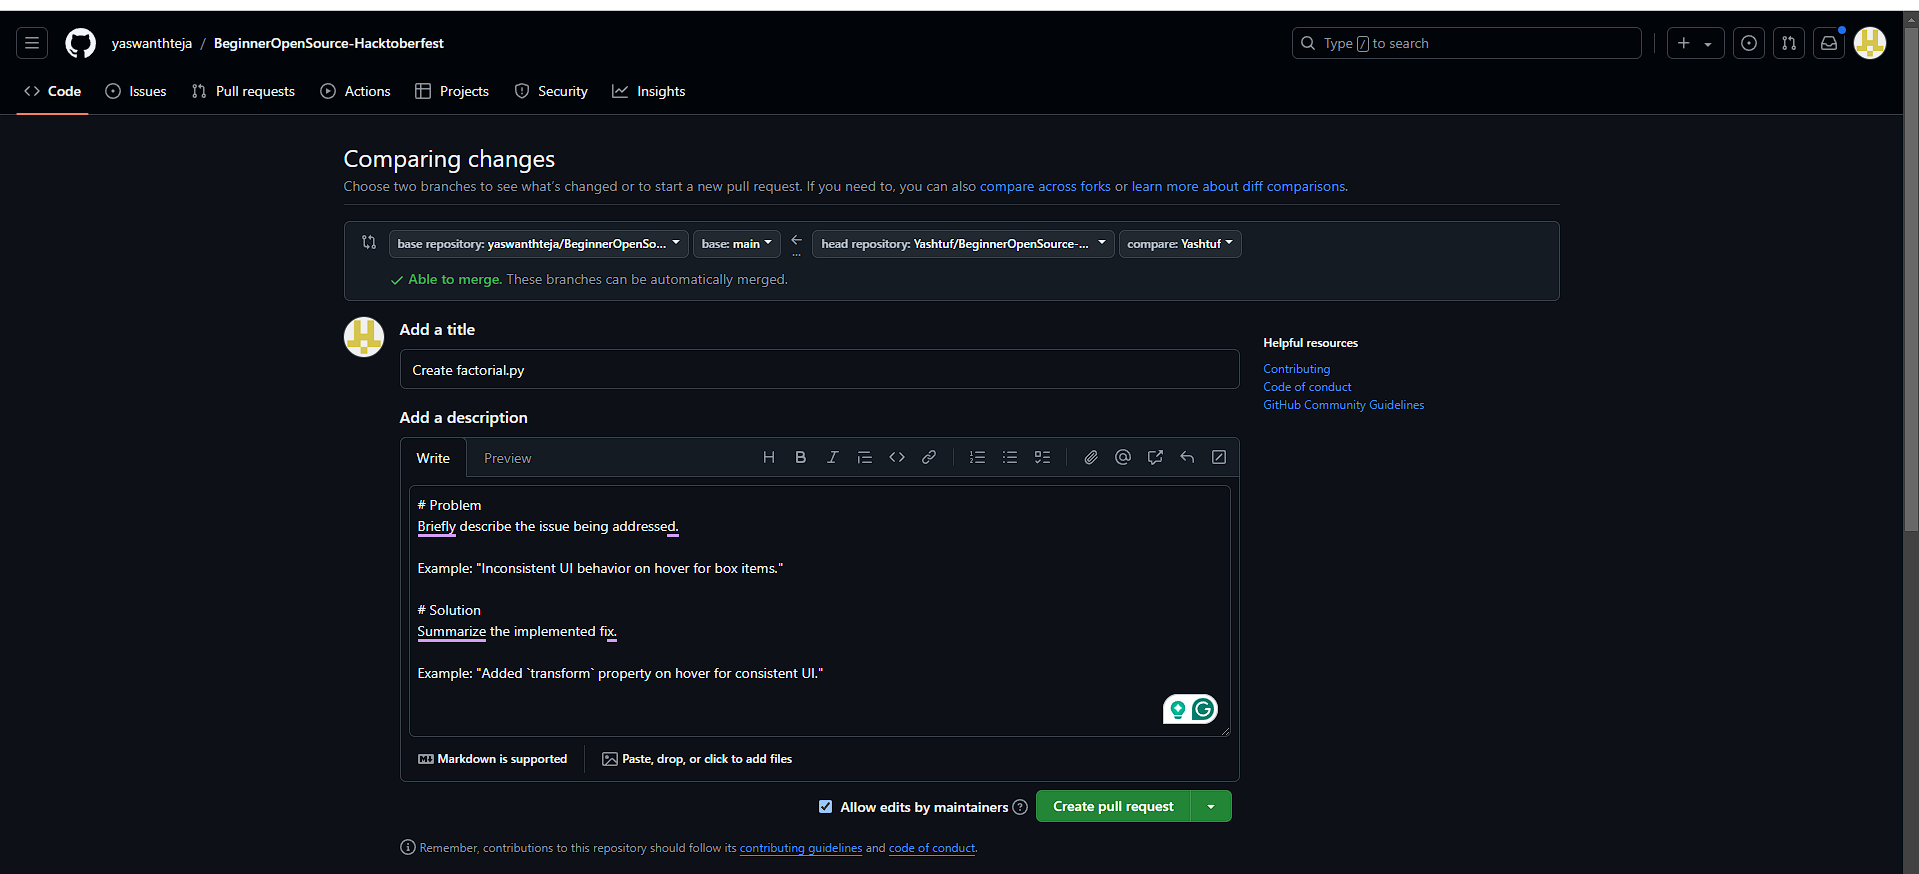 yaswanthteja / BeginnerOpenSource-Hacktoberfest
Type / to search
Code Issues Pull requests Actions Projects Security Insights
Comparing changes
Choose two branches to see what's changed or to start a new pull request. If you need to, you can also compare across forks or learn more about diff comparisons.
base repository: yaswanthteja/BeginnerOpenSo... base: main ... head repository: Yashtuf/BeginnerOpenSource-... compare: Yashtuf
Able to merge. These branches can be automatically merged.
Add a title
Create factorial.py
Add a description
Write Preview
# Problem
Briefly describe the issue being addressed.
Example: "Inconsistent UI behavior on hover for box items."
# Solution
Summarize the implemented fix.
Example: "Added `transform` property on hover for consistent UI."
Markdown is supported Paste, drop, or click to add files
Allow edits by maintainers Create pull request
Remember, contributions to this repository should follow its contributing guidelines and code of conduct.
Helpful resources
Contributing
Code of conduct
GitHub Community Guidelines